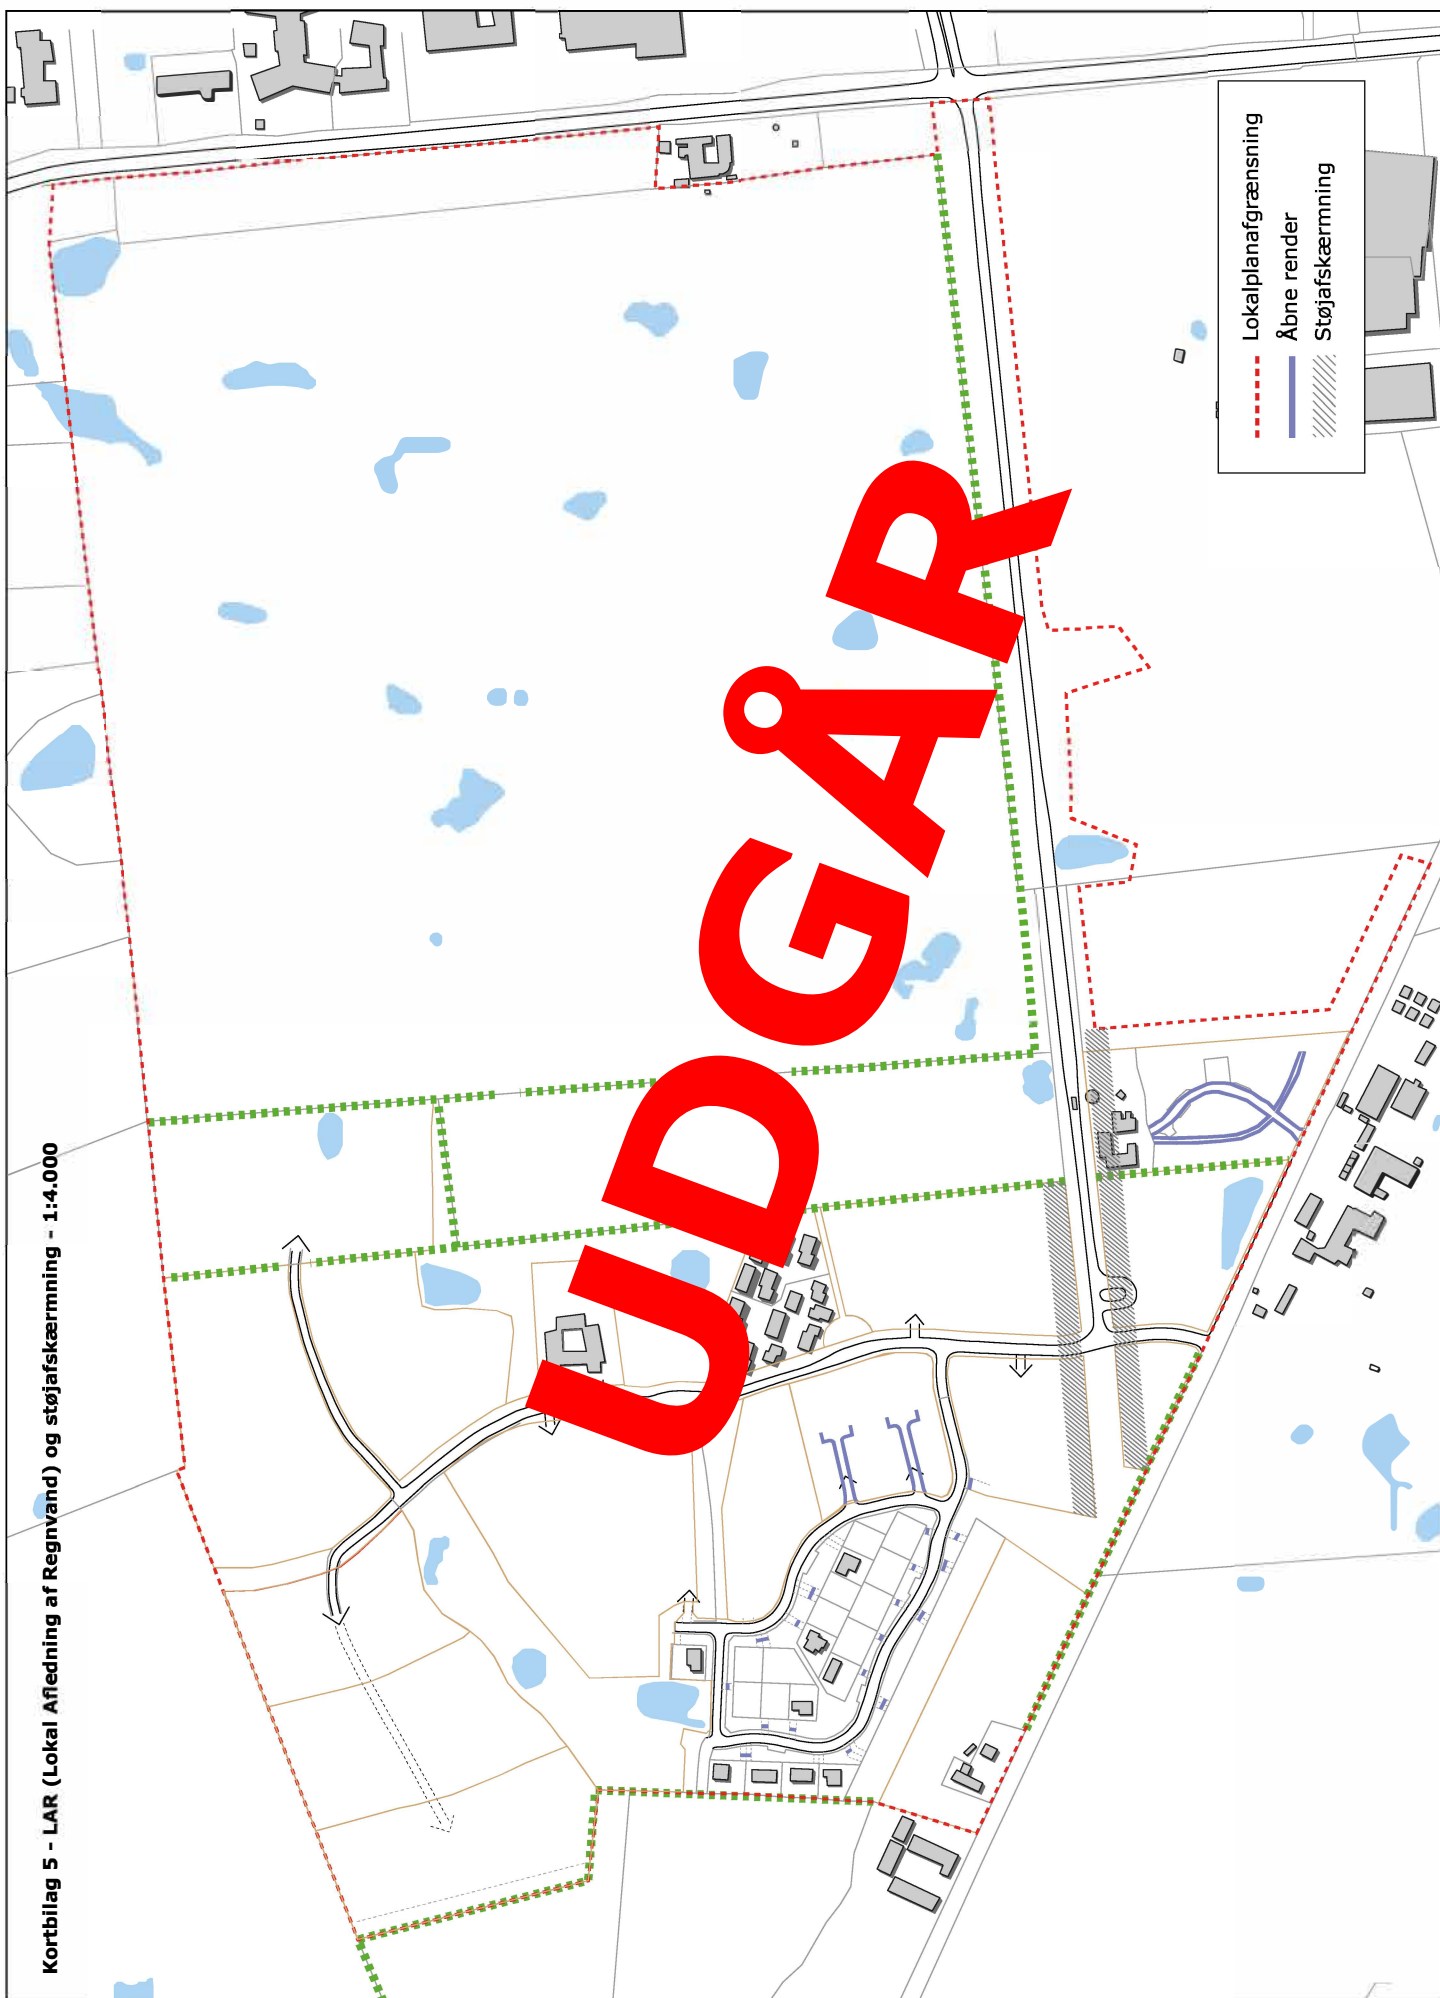 Kortbilag 5 - LAR (Lokal Afledning af Regnvand) og støjafskærmning - 1:4.000
UDGÅR
Lokalplanafgrænsning
Åbne render
Støjafskærmning